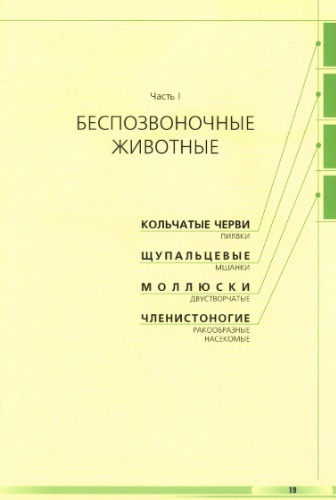 Часть I
БЕСПОЗВОНОЧНЫЕ
ЖИВОТНЫЕ
КОЛЬЧАТЫЕ ЧЕРВИ
ПИЯВКИ
ЩУПАЛЬЦЕВЫЕ
МШАНКИ
МОЛЛЮСКИ
ДВУСТВОРЧАТЫЕ
ЧЛЕНИСТОНОГИЕ
РАКООБРАЗНЫЕ
НАСЕКОМЫЕ
19